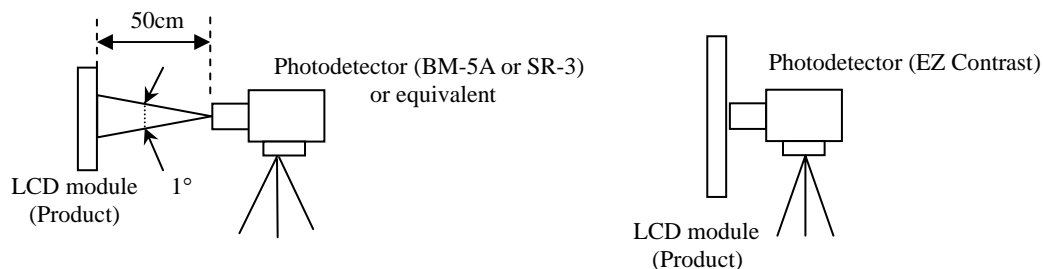 50cm
Photodetector (BM-5A or SR-3)
or equivalent
LCD module
(Product)
1°
Photodetector (EZ Contrast)
LCD module
(Product)